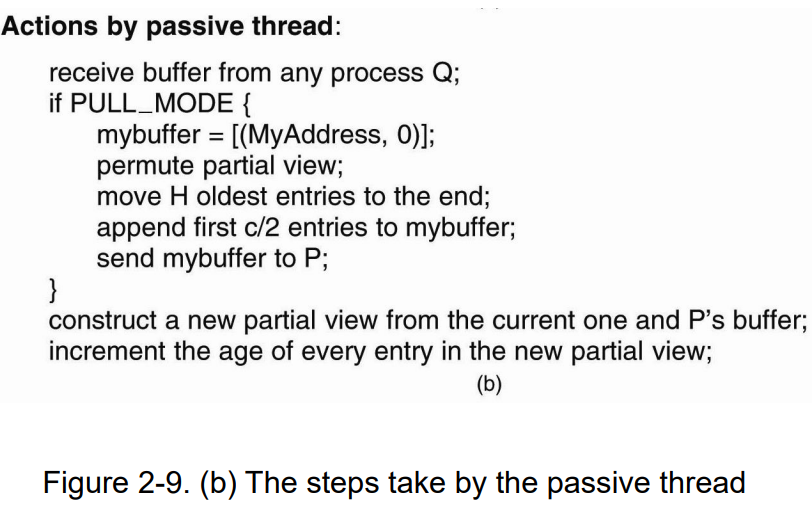 Actions by passive thread:
receive buffer from any process Q;
if PULL_MODE {
mybuffer = [(MyAddress, 0)];
permute partial view;
move H oldest entries to the end;
append first c/2 entries to mybuffer;
send mybuffer to P;
}
construct a new partial view from the current one and P's buffer;
increment the age of every entry in the new partial view;
(b)
Figure 2-9. (b) The steps take by the passive thread